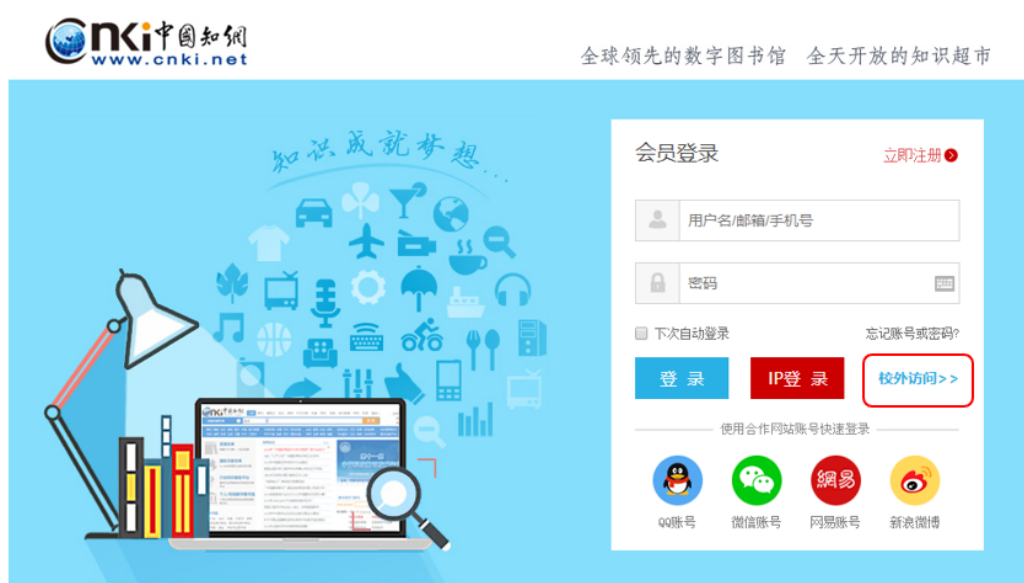 Cnki中國知網
www.cnki.net
全球领先的数字图书馆 全天开放的知识超市
知识成就梦想...
会员登录
立即注册
用户名/邮箱/手机号
密码
下次自动登录
忘记账号或密码?
登 录
IP登 录
校外访问>>
使用合作网站账号快速登录
網易
QQ账号
微信账号
网易账号
新浪微博